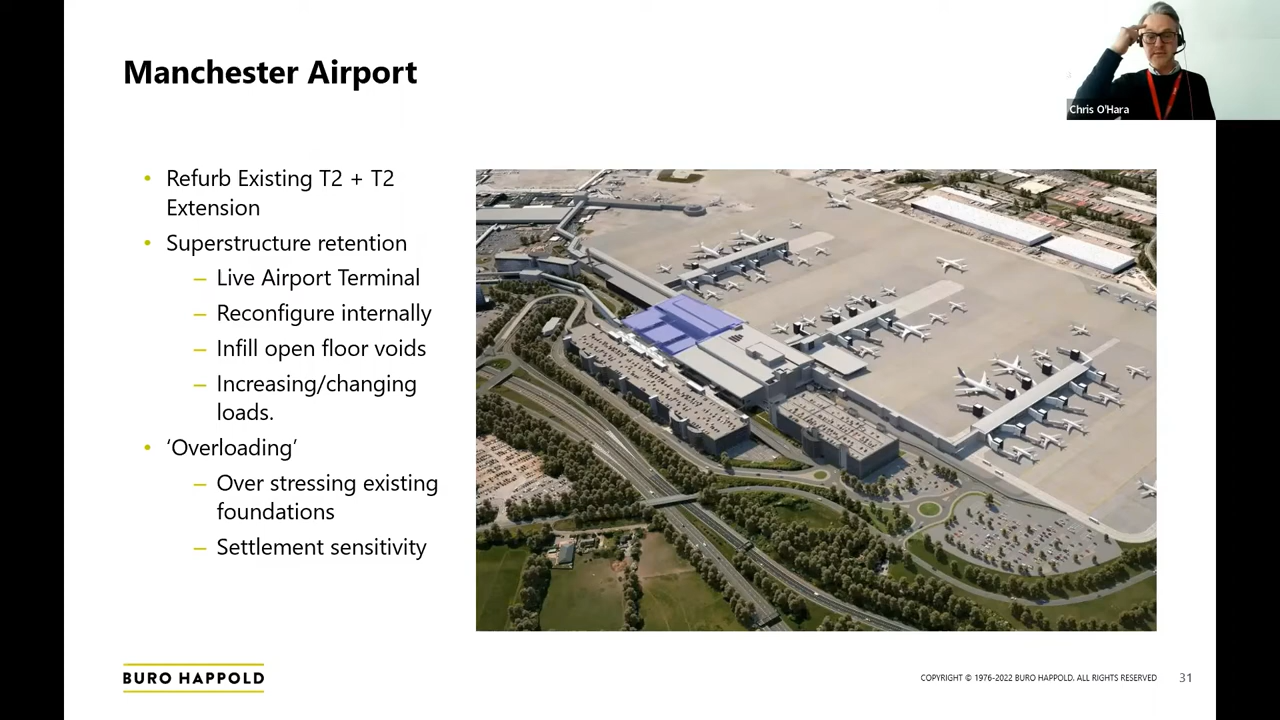 Manchester Airport
Chris O'Hara
• Refurb Existing T2 + T2
Extension
• Superstructure retention
– Live Airport Terminal
– Reconfigure internally
– Infill open floor voids
– Increasing/changing
loads.
• ‘Overloading’
– Over stressing existing
foundations
– Settlement sensitivity
BURO HAPPOLD
COPYRIGHT © 1976-2022 BURO HAPPOLD. ALL RIGHTS RESERVED
31